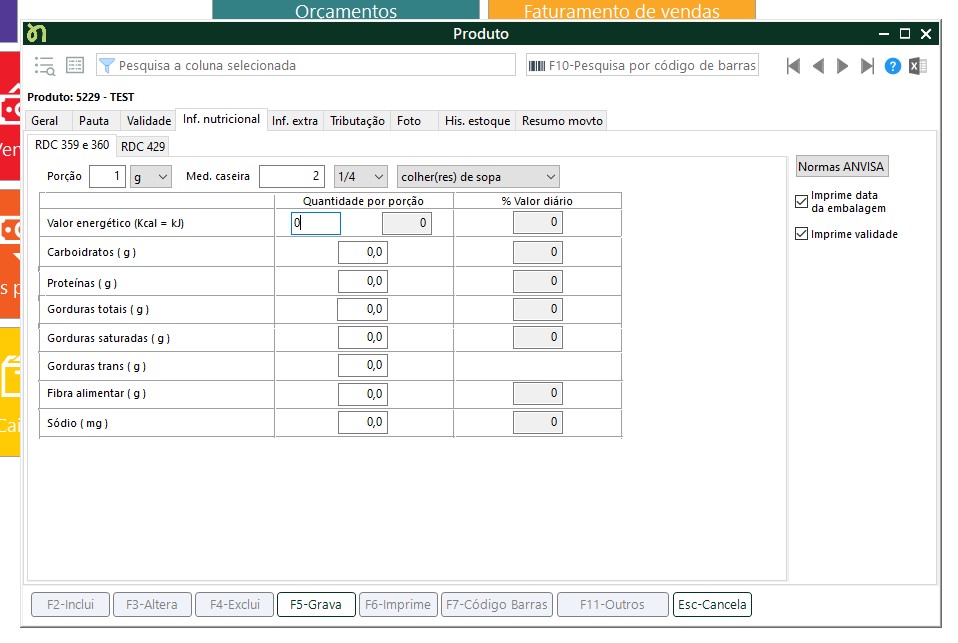 Orçamentos
Faturamento de vendas
Produto
Pesquisa a coluna selecionada
F10-Pesquisa por código de barras
Produto: 5229 - TEST
Geral Pauta Validade Inf. nutricional Inf. extra Tributação Foto His. estoque Resumo movto
RDC 359 e 360 RDC 429
Porção 1 g Med. caseira 2 1/4 colher(res) de sopa
Quantidade por porção % Valor diário
Valor energético (Kcal = kJ) 0 0 0
Carboidratos ( g ) 0,0 0
Proteínas ( g ) 0,0 0
Gorduras totais ( g ) 0,0 0
Gorduras saturadas ( g ) 0,0 0
Gorduras trans ( g ) 0,0
Fibra alimentar ( g ) 0,0 0
Sódio ( mg ) 0,0 0
Normas ANVISA
Imprime data
da embalagem
Imprime validade
F2-Inclui F3-Altera F4-Exclui F5-Grava F6-Imprime F7-Código Barras F11-Outros Esc-Cancela